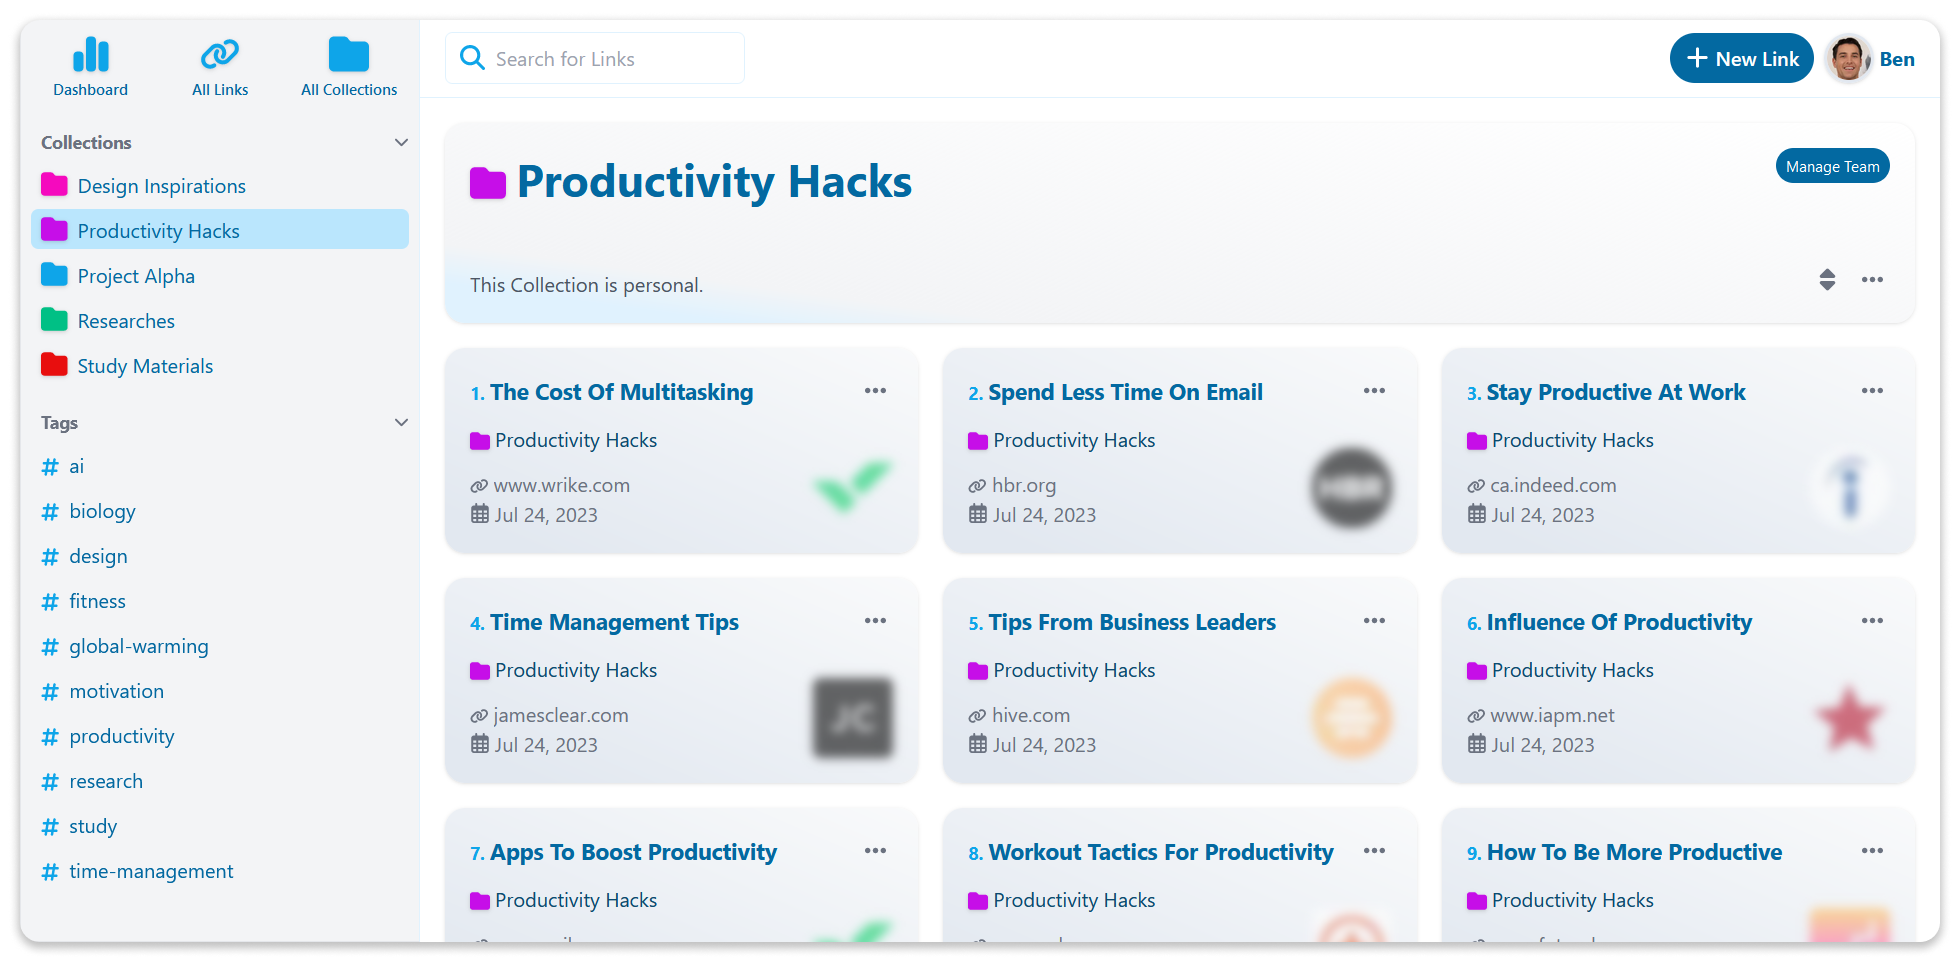 Dashboard
All Links
All Collections
Collections
Design Inspirations
Productivity Hacks
Project Alpha
Researches
Study Materials
Tags
# ai
# biology
# design
# fitness
# global-warming
# motivation
# productivity
# research
# study
# time-management
Search for Links
+ New Link
Ben
Productivity Hacks
Manage Team
This Collection is personal.
1. The Cost Of Multitasking
Productivity Hacks
www.wrike.com
Jul 24, 2023
2. Spend Less Time On Email
Productivity Hacks
hbr.org
Jul 24, 2023
HBR
3. Stay Productive At Work
Productivity Hacks
ca.indeed.com
Jul 24, 2023
4. Time Management Tips
Productivity Hacks
jamesclear.com
Jul 24, 2023
JC
5. Tips From Business Leaders
Productivity Hacks
hive.com
Jul 24, 2023
6. Influence Of Productivity
Productivity Hacks
www.iapm.net
Jul 24, 2023
7. Apps To Boost Productivity
Productivity Hacks
8. Workout Tactics For Productivity
Productivity Hacks
9. How To Be More Productive
Productivity Hacks